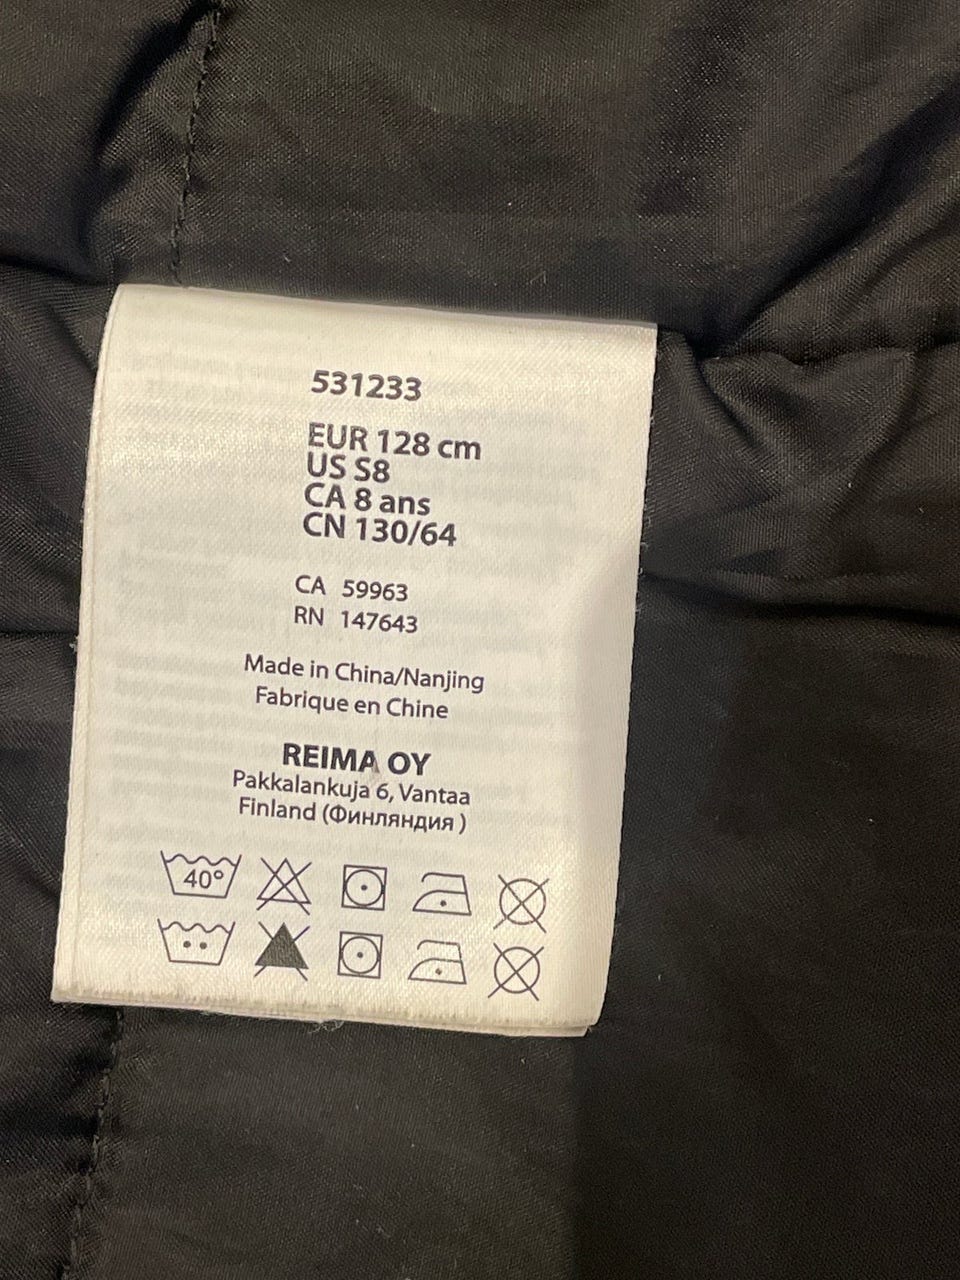 531233
EUR 128 cm
US S8
CA 8 ans
CN 130/64
CA 59963
RN 147643
Made in China/Nanjing
Fabrique en Chine
REIMA OY
Pakkalankuja 6, Vantaa
Finland (Финляндия )
40°